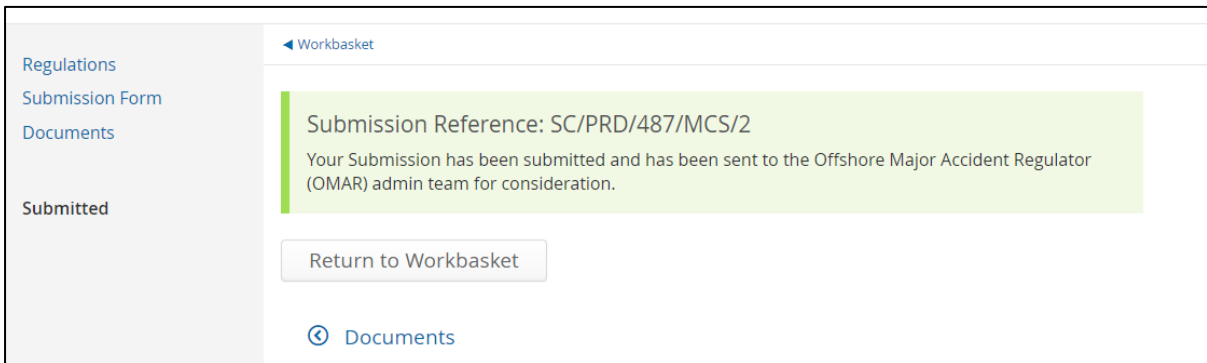 Regulations
Submission Form
Documents
Submitted
Workbasket
Submission Reference: SC/PRD/487/MCS/2
Your Submission has been submitted and has been sent to the Offshore Major Accident Regulator
(OMAR) admin team for consideration.
Return to Workbasket
Documents